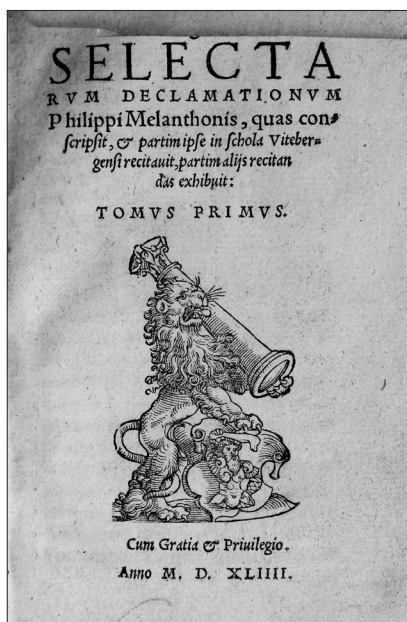 SELECTA
RVM DECLAMATIONVM
Philippi Melanthonis, quas con⸗
scripsit, & partim ipse in schola Viteber⸗
gensi recitauit, partim alijs recitan
das exhibuit:
TOMVS PRIMVS.
Cum Gratia & Priuilegio.
Anno M. D. XLIIII.